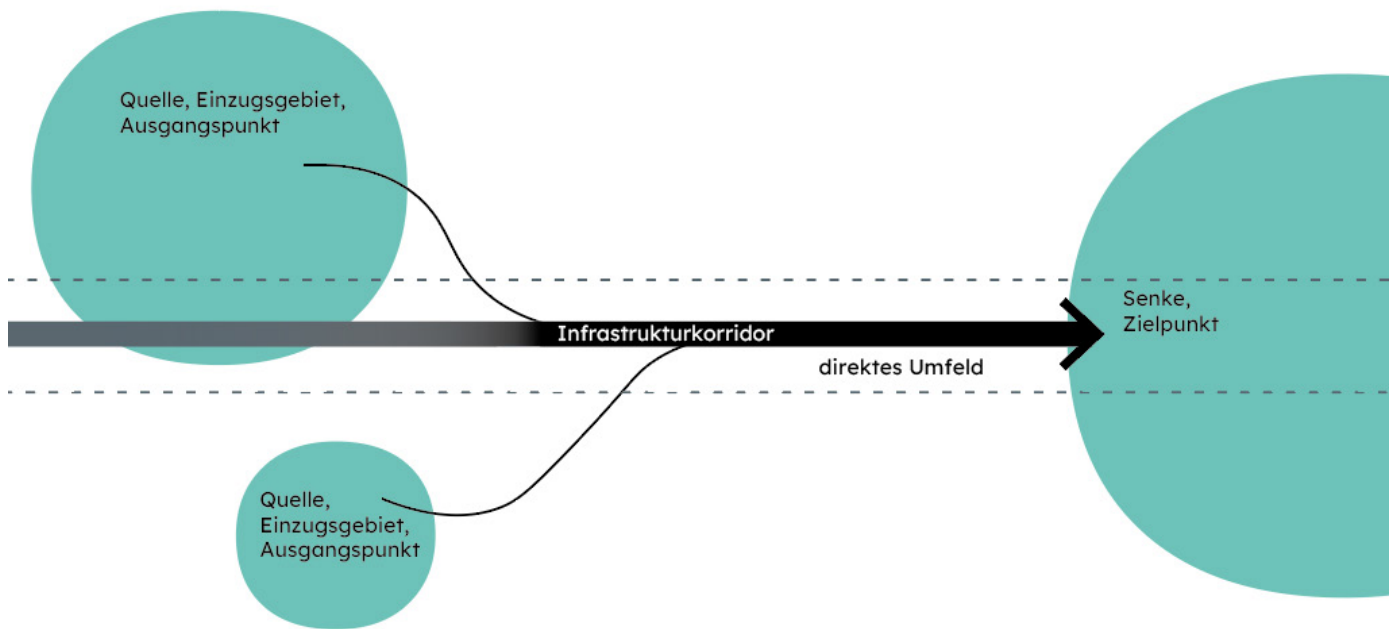 Quelle, Einzugsgebiet,
Ausgangspunkt
Senke,
Zielpunkt
Infrastrukturkorridor
direktes Umfeld
Quelle,
Einzugsgebiet,
Ausgangspunkt